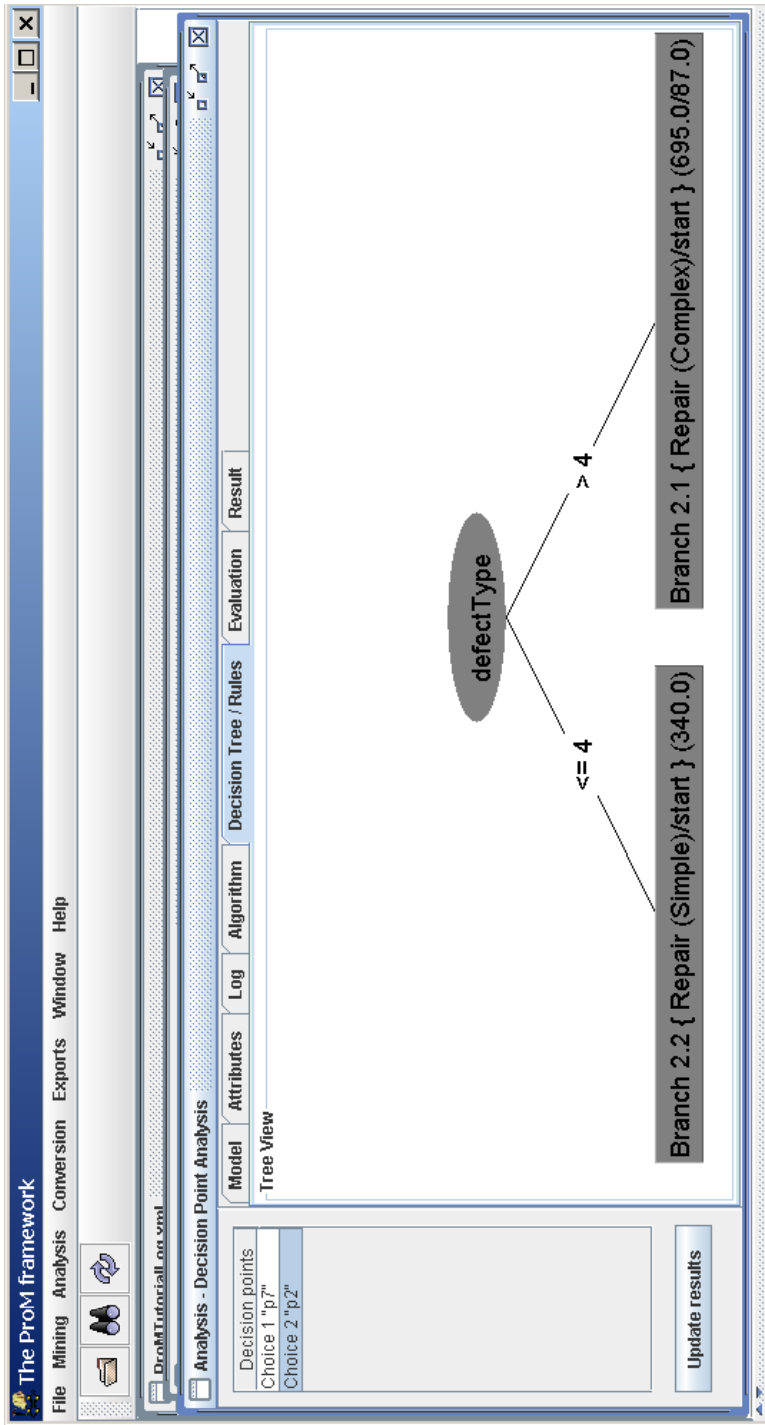 The ProM framework
File Mining Analysis Conversion Exports Window Help
ProMTutorialLog.xml
Analysis - Decision Point Analysis
Decision points
Choice 1 "p7"
Choice 2 "p2"
Update results
Model Attributes Log Algorithm Decision Tree / Rules Evaluation Result
Tree View
defectType
<= 4
> 4
Branch 2.2 { Repair (Simple)/start } (340.0)
Branch 2.1 { Repair (Complex)/start } (695.0/87.0)